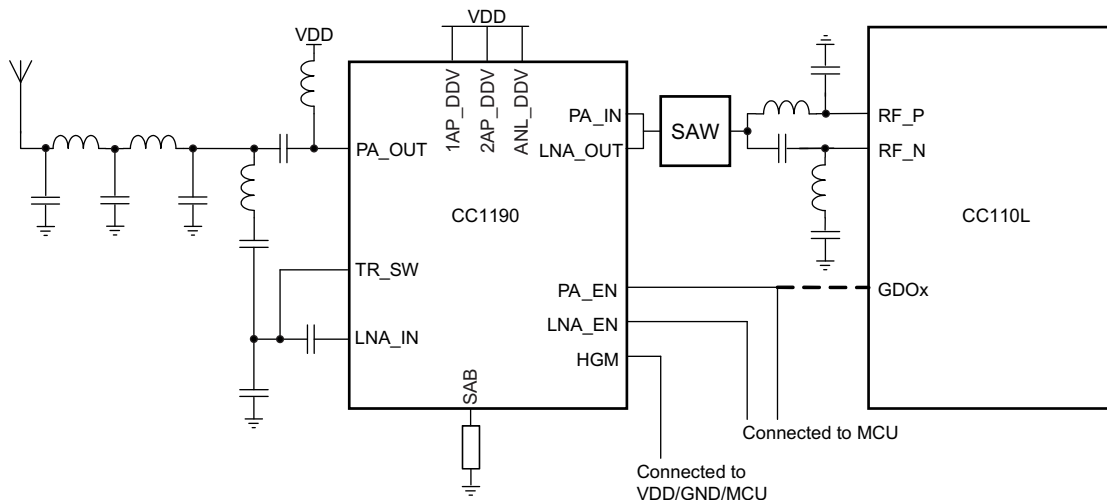 VDD
VDD
1AP_DDV
2AP_DDV
ANL_DDV
PA_IN
LNA_OUT
SAW
RF_P
RF_N
PA_OUT
CC1190
CC110L
TR_SW
PA_EN
GDOx
LNA_EN
LNA_IN
HGM
SAB
Connected to MCU
Connected to
VDD/GND/MCU